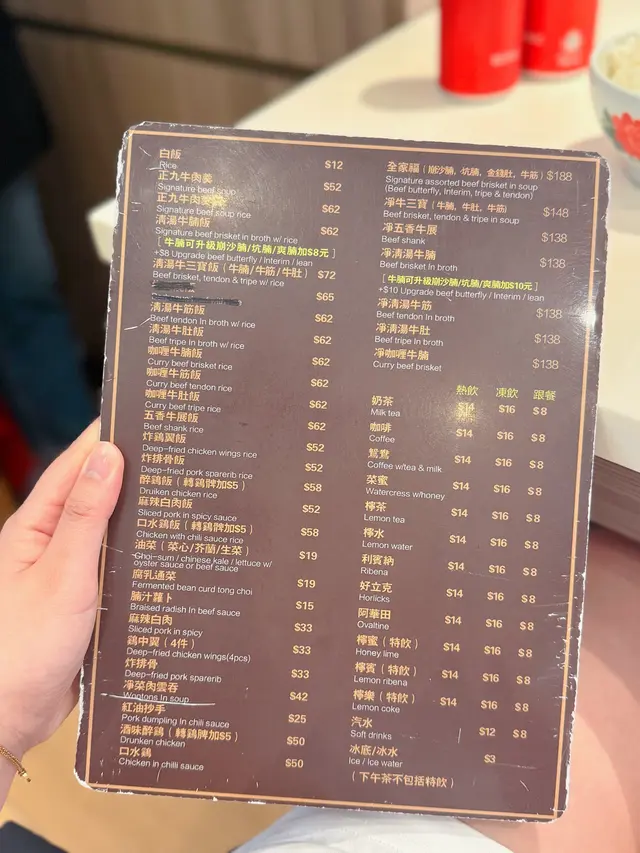 白飯
Rice $12
正九牛肉羹
Signature beef soup $52
正九牛肉羹飯
Signature beef soup rice $62
淸湯牛腩飯
Signature beef brisket in broth w/ rice $62
[ 牛腩可升級崩沙腩/坑腩/爽腩加$8元 ]
+$8 Upgrade beef butterfly / Interim / lean
淸湯牛三寶飯 ( 牛腩/牛筋/牛肚 ) $72
Beef brisket, tendon & tripe w/ rice
$65
淸湯牛筋飯
Beef tendon In broth w/ rice $62
淸湯牛肚飯
Beef tripe In broth w/ rice $62
咖喱牛腩飯
Curry beef brisket rice $62
咖喱牛筋飯
Curry beef tendon rice $62
咖喱牛肚飯
Curry beef tripe rice $62
五香牛展飯
Beef shank rice $62
炸鷄翼飯
Deep-fried chicken wings rice $52
炸排骨飯
Deep-fried pork sparerib rice $52
醉鷄飯 ( 轉鷄髀加$5 )
Druiken chicken rice $58
麻辣白肉飯
Sliced pork in spicy sauce $52
口水鷄飯 ( 轉鷄髀加$5 )
Chicken with chili sauce rice $58
油菜 ( 菜心/芥蘭/生菜 ) $19
Choi-sum / chinese kale / lettuce w/
oyster sauce or beef sauce
腐乳通菜 $19
Fermented bean curd tong choi
腩汁蘿卜 $15
Braised radish In beef sauce
麻辣白肉 $33
Sliced pork in spicy
鷄中翼 ( 4件 ) $33
Deep-fried chicken wings(4pcs)
炸排骨 $33
Deep-fried pork sparerib
凈菜肉雲吞 $42
Wontons In soup
紅油抄手 $25
Pork dumpling In chili sauce
酒味醉鷄 ( 轉鷄髀加$5 ) $50
Drunken chicken
口水鷄 $50
Chicken in chilli sauce
全家福 ( 崩沙腩, 坑腩, 金錢肚, 牛筋 ) $188
Signature assorted beef brisket in soup
(Beef butterfly, Interim, tripe & tendon)
凈牛三寶 ( 牛腩, 牛肚, 牛筋 ) $148
Beef brisket, tendon & tripe in soup
凈五香牛展 $138
Beef shank
凈淸湯牛腩 $138
Beef brisket In broth
[ 牛腩可升級崩沙腩/坑腩/爽腩加$10元 ]
+$10 Upgrade beef butterfly / Interim / lean
凈淸湯牛筋 $138
Beef tendon In broth
凈淸湯牛肚 $138
Beef tripe In broth
凈咖喱牛腩 $138
Curry beef brisket
熱飲 凍飲 跟餐
奶茶 $14 $16 $8
Milk tea
咖啡 $14 $16 $8
Coffee
鴛鴦 $14 $16 $8
Coffee w/tea & milk
菜蜜 $14 $16 $8
Watercress w/honey
檸茶 $14 $16 $8
Lemon tea
檸水 $14 $16 $8
Lemon water
利賓納 $14 $16 $8
Ribena
好立克 $14 $16 $8
Horlicks
阿華田 $14 $16 $8
Ovaltine
檸蜜 ( 特飲 ) $14 $16 $8
Honey lime
檸賓 ( 特飲 ) $14 $16 $8
Lemon ribena
檸樂 ( 特飲 ) $14 $16 $8
Lemon coke
汽水 $12 $8
Soft drinks
冰底/冰水 $3
Ice / Ice water
( 下午茶不包括特飲 )